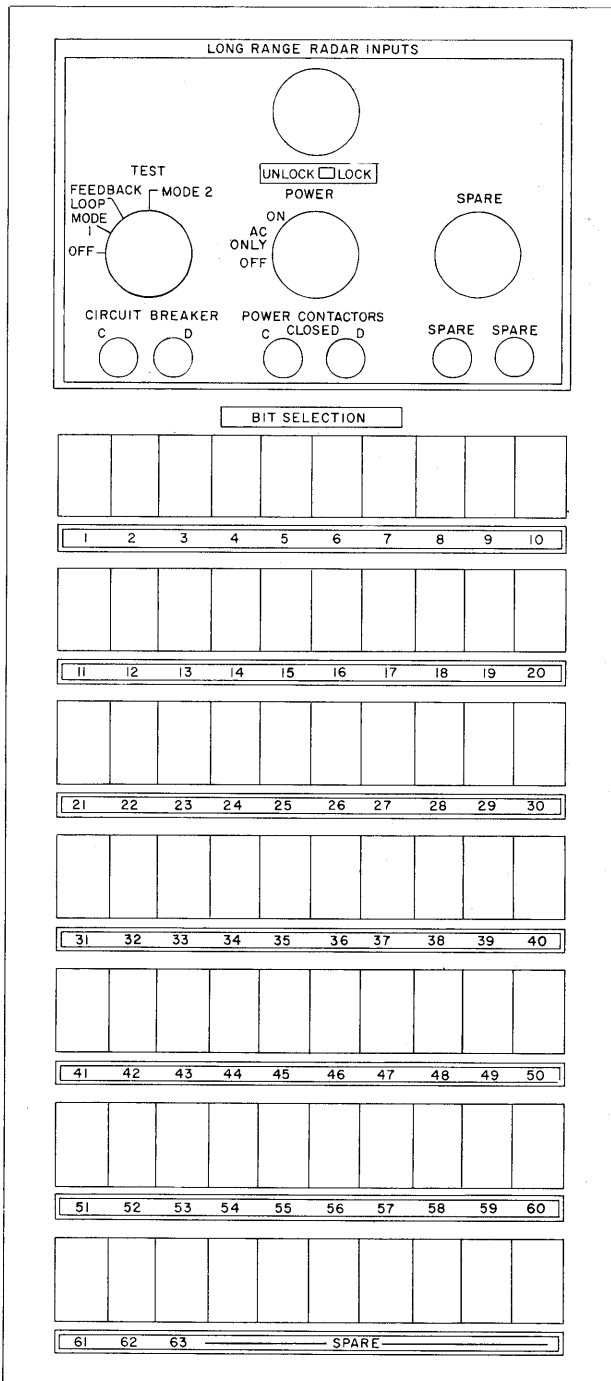 LONG RANGE RADAR INPUTS
UNLOCK LOCK
TEST
FEEDBACK
LOOP
MODE 2
MODE
1
OFF
POWER
ON
AC
ONLY
OFF
SPARE
CIRCUIT BREAKER
C D
POWER CONTACTORS
C CLOSED D
SPARE SPARE
BIT SELECTION
1 2 3 4 5 6 7 8 9 10
11 12 13 14 15 16 17 18 19 20
21 22 23 24 25 26 27 28 29 30
31 32 33 34 35 36 37 38 39 40
41 42 43 44 45 46 47 48 49 50
51 52 53 54 55 56 57 58 59 60
61 62 63 SPARE